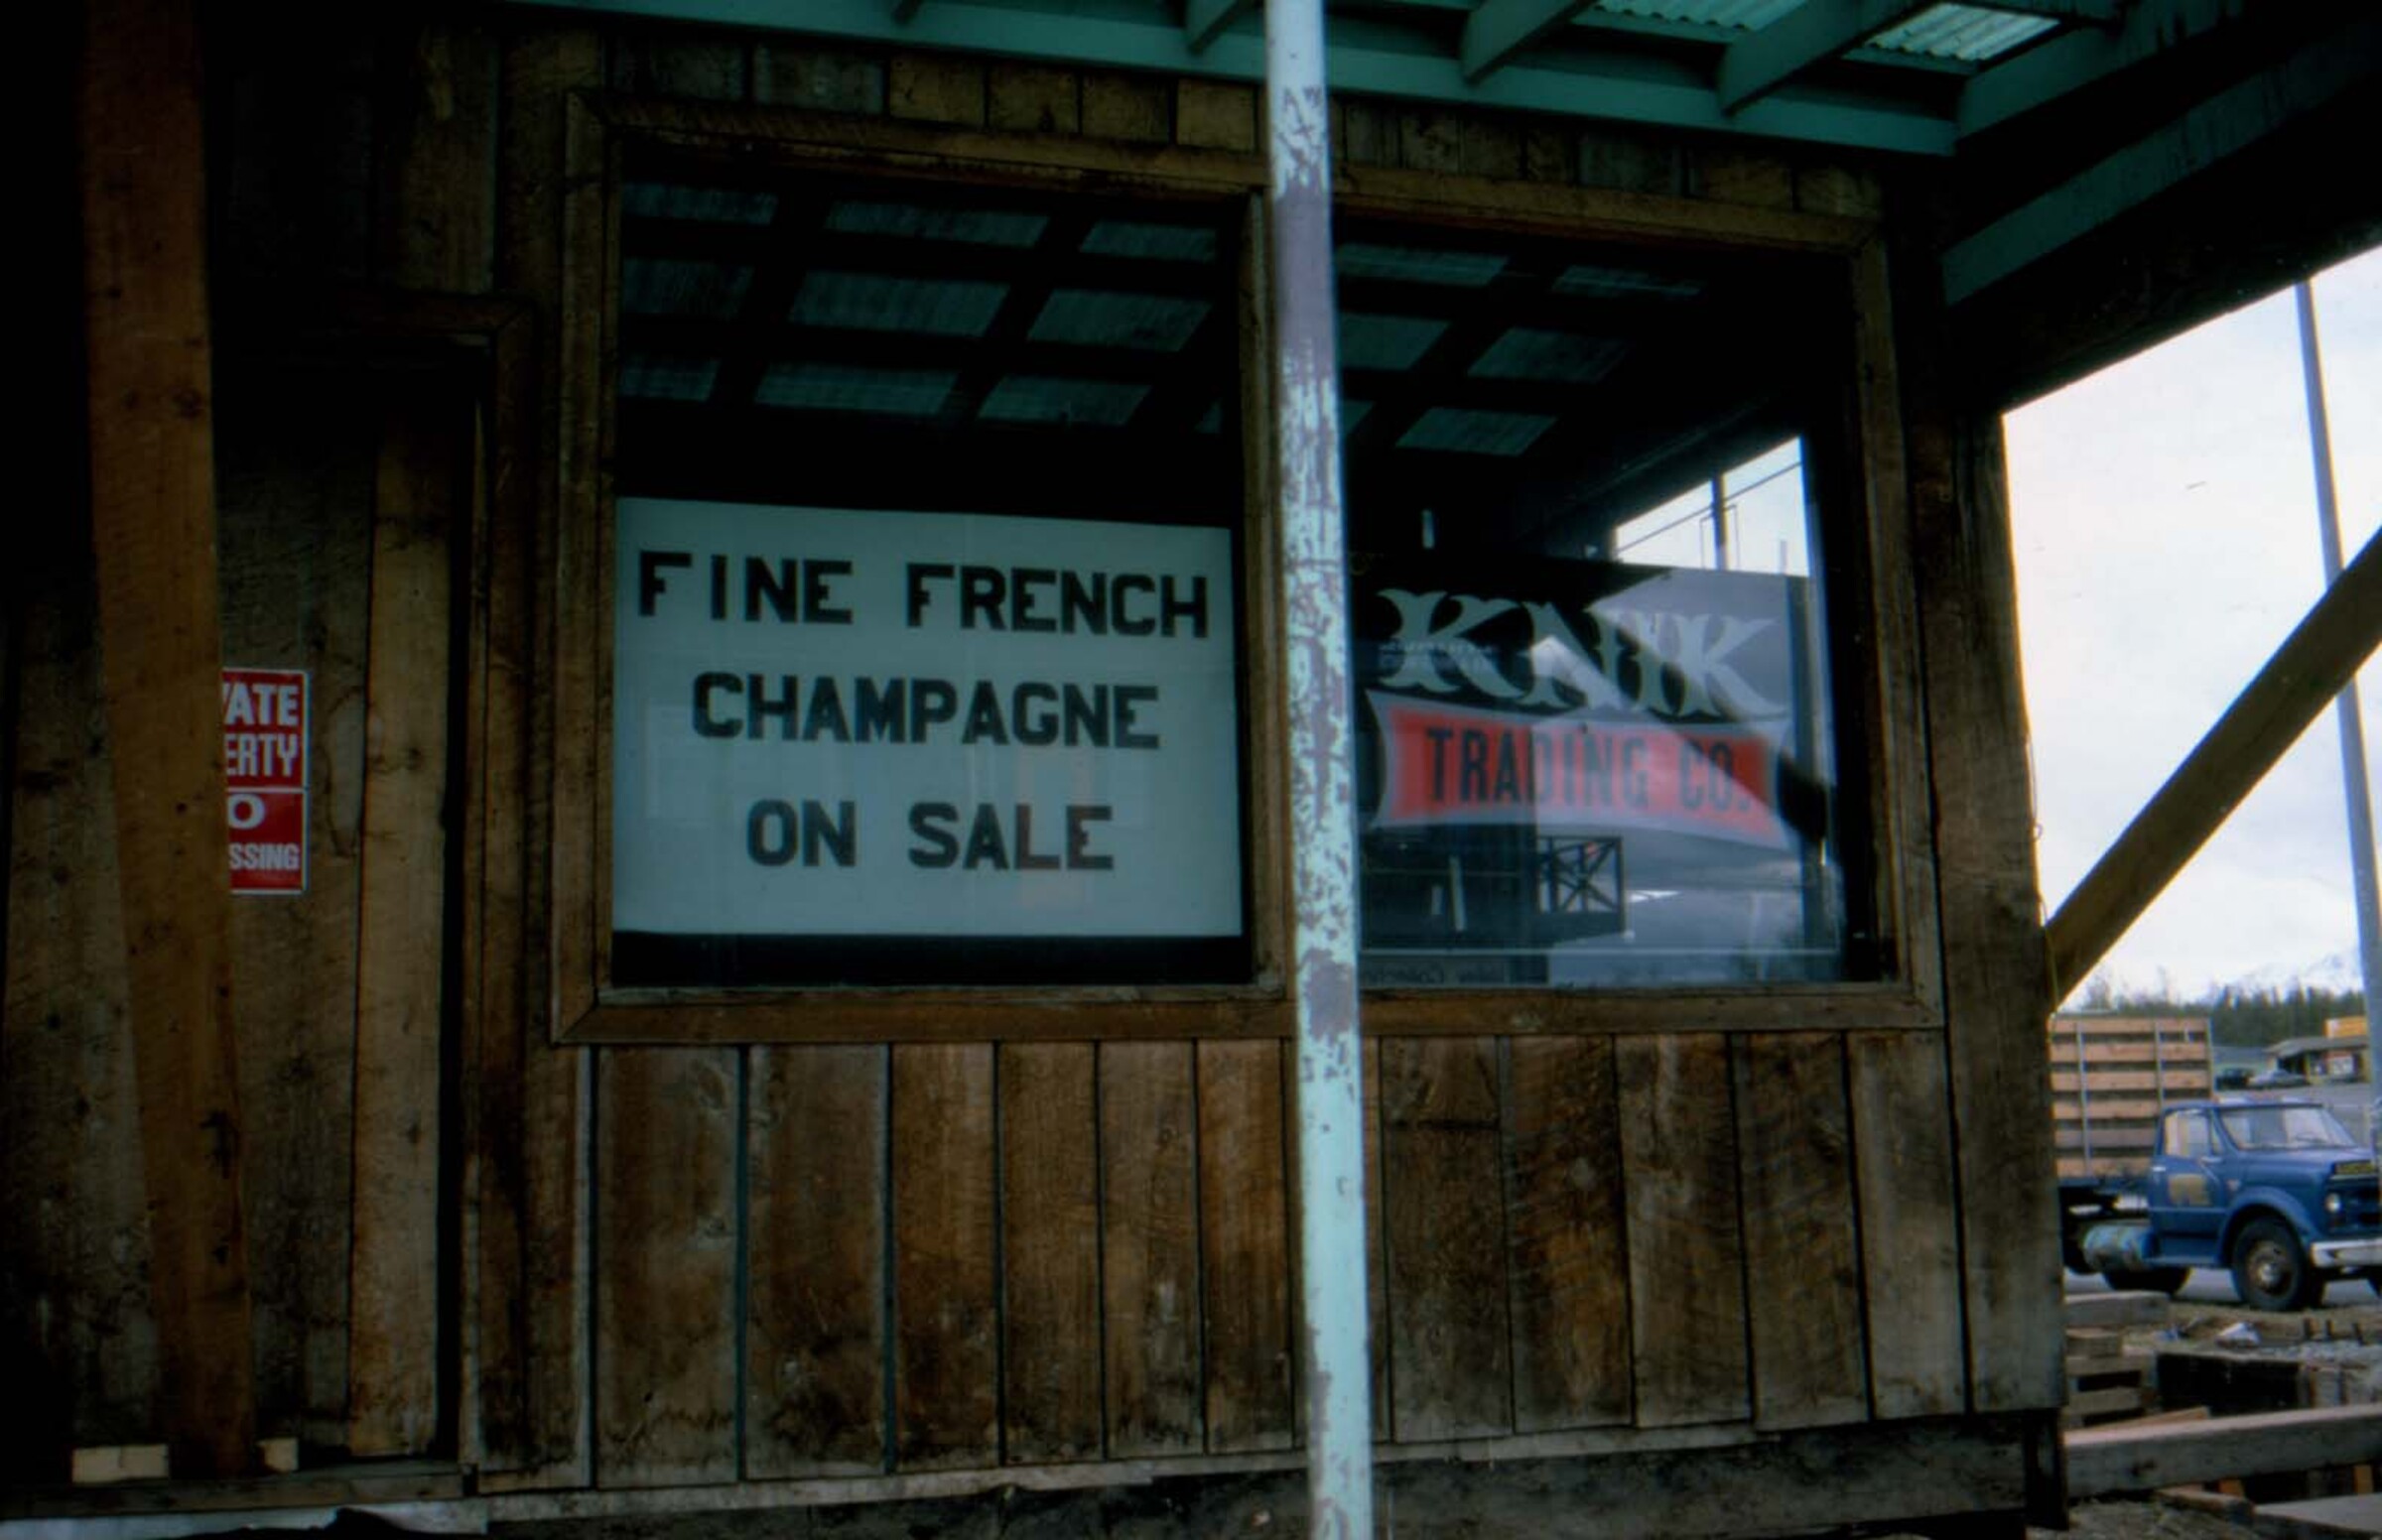 VATE
ERTY
O
SSING
FINE FRENCH
CHAMPAGNE
ON SALE
KNIK
TRADING CO.